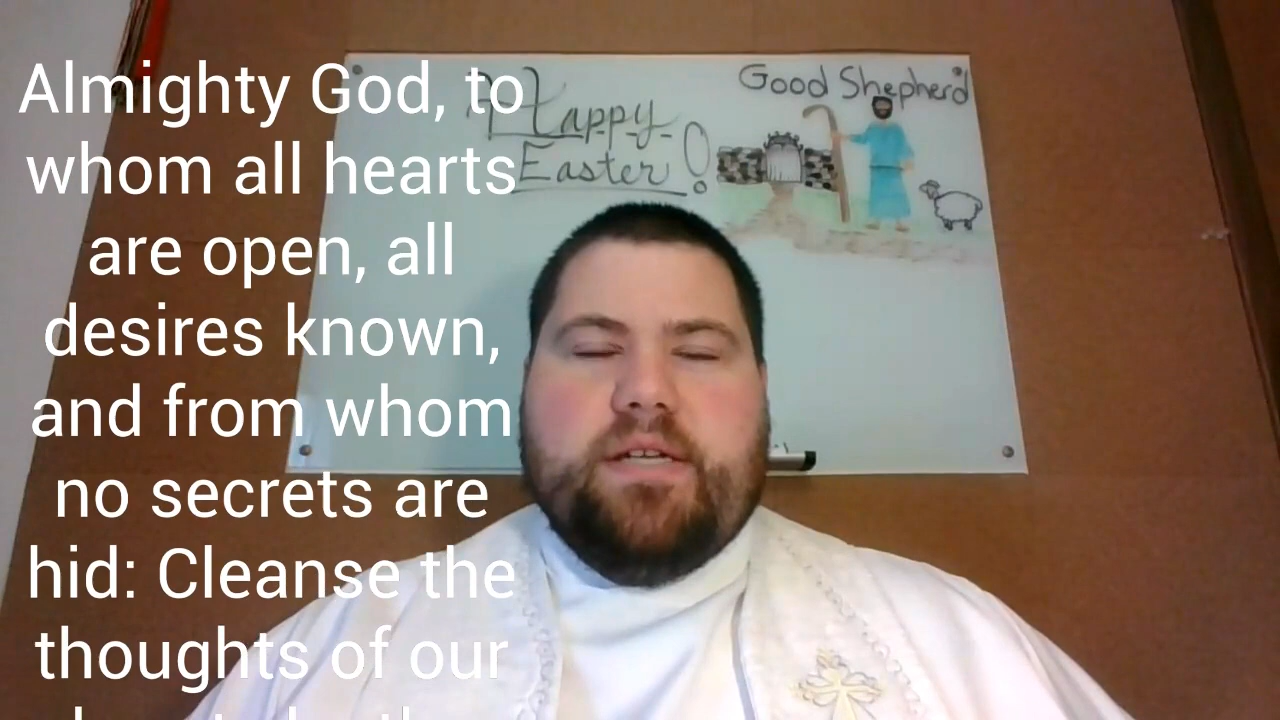 Almighty God, to
whom all hearts
are open, all
desires known,
and from whom
no secrets are
hid: Cleanse the
thoughts of our
Happy
Easter!
Good Shepherd